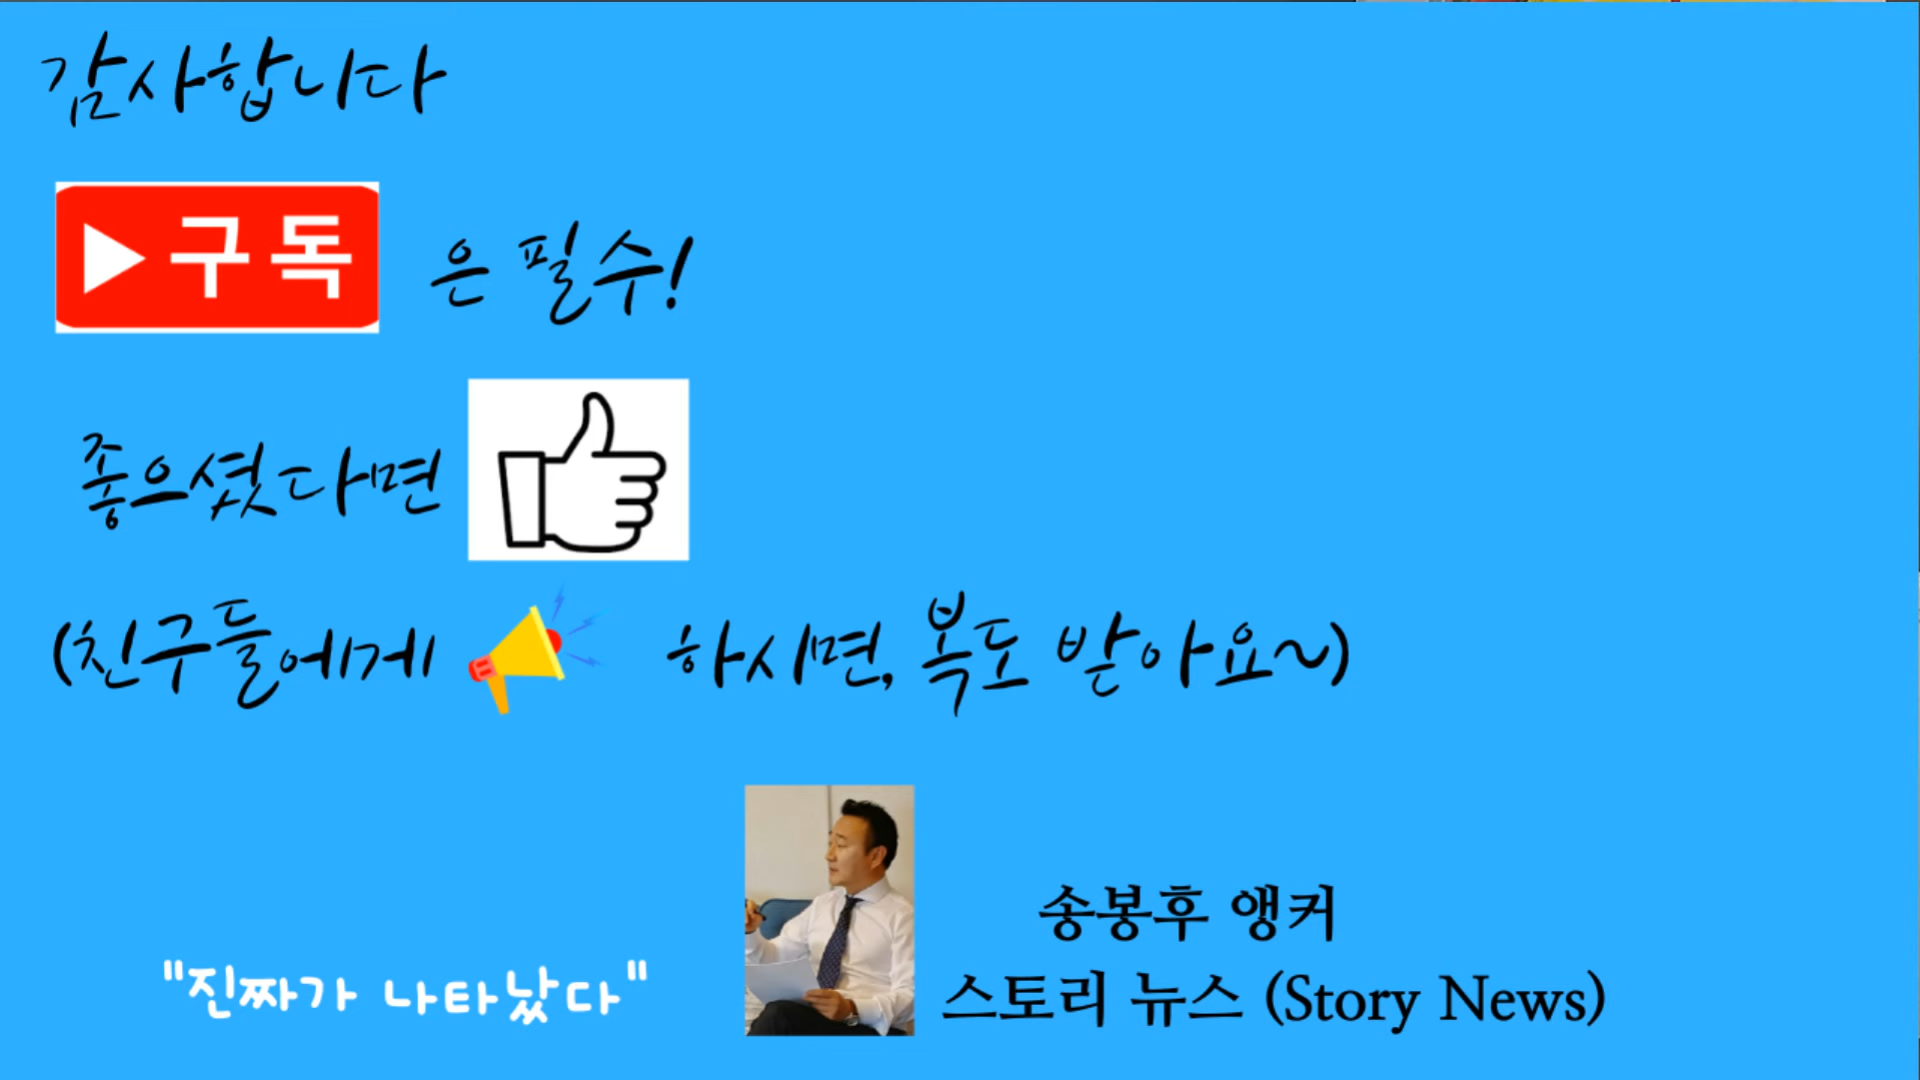 감사합니다
구독 은 필수!
좋으셨다면
(친구들에게 하시면, 복도 받아요~)
송봉후 앵커
"진짜가 나타났다"
스토리 뉴스 (Story News)